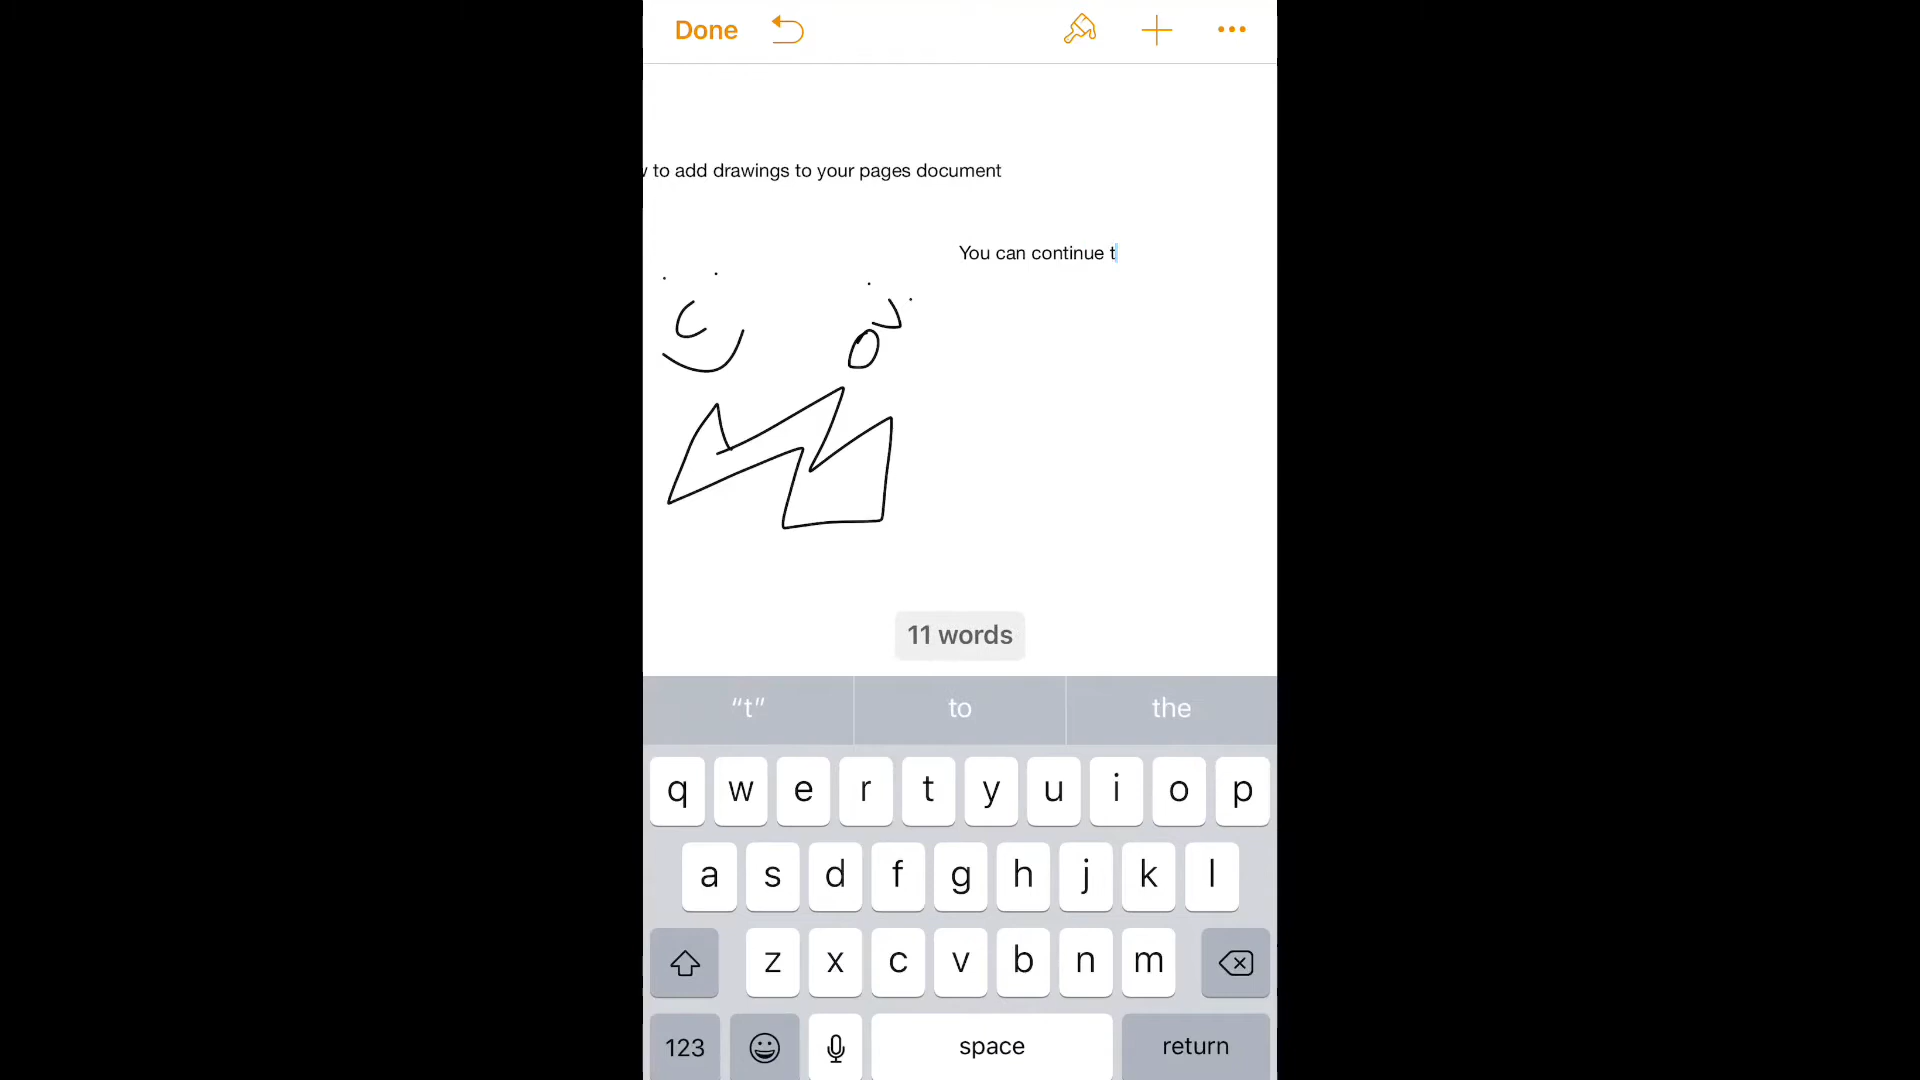 Done
w to add drawings to your pages document
You can continue t
11 words
“t” to the
q w e r t y u i o p
a s d f g h j k l
z x c v b n m
123 space return